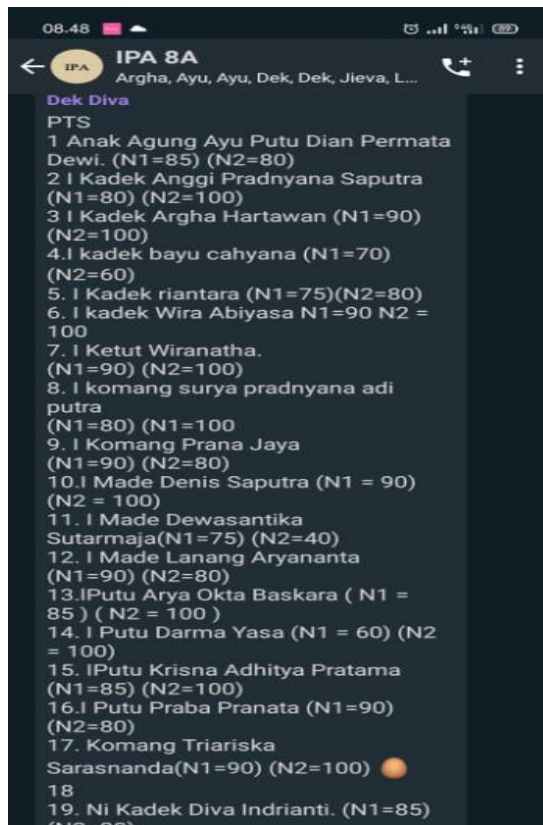 08.48
IPA
IPA 8A
Argha, Ayu, Ayu, Dek, Dek, Jieva, L...
Dek Diva
PTS
1 Anak Agung Ayu Putu Dian Permata
Dewi. (N1=85) (N2=80)
2 I Kadek Anggi Pradnyana Saputra
(N1=80) (N2=100)
3 I Kadek Argha Hartawan (N1=90)
(N2=100)
4.I kadek bayu cahyana (N1=70)
(N2=60)
5. I Kadek riantara (N1=75)(N2=80)
6. I kadek Wira Abiyasa N1=90 N2 =
100
7. I Ketut Wiranatha.
(N1=90) (N2=100)
8. I komang surya pradnyana adi
putra
(N1=80) (N1=100
9. I Komang Prana Jaya
(N1=90) (N2=80)
10.I Made Denis Saputra (N1 = 90)
(N2 = 100)
11. I Made Dewasantika
Sutarmaja(N1=75) (N2=40)
12. I Made Lanang Aryananta
(N1=90) (N2=80)
13.IPutu Arya Okta Baskara ( N1 =
85 ) ( N2 = 100 )
14. I Putu Darma Yasa (N1 = 60) (N2
= 100)
15. IPutu Krisna Adhitya Pratama
(N1=85) (N2=100)
16.I Putu Praba Pranata (N1=90)
(N2=80)
17. Komang Triariska
Sarasnanda(N1=90) (N2=100)
18
19. Ni Kadek Diva Indrianti. (N1=85)